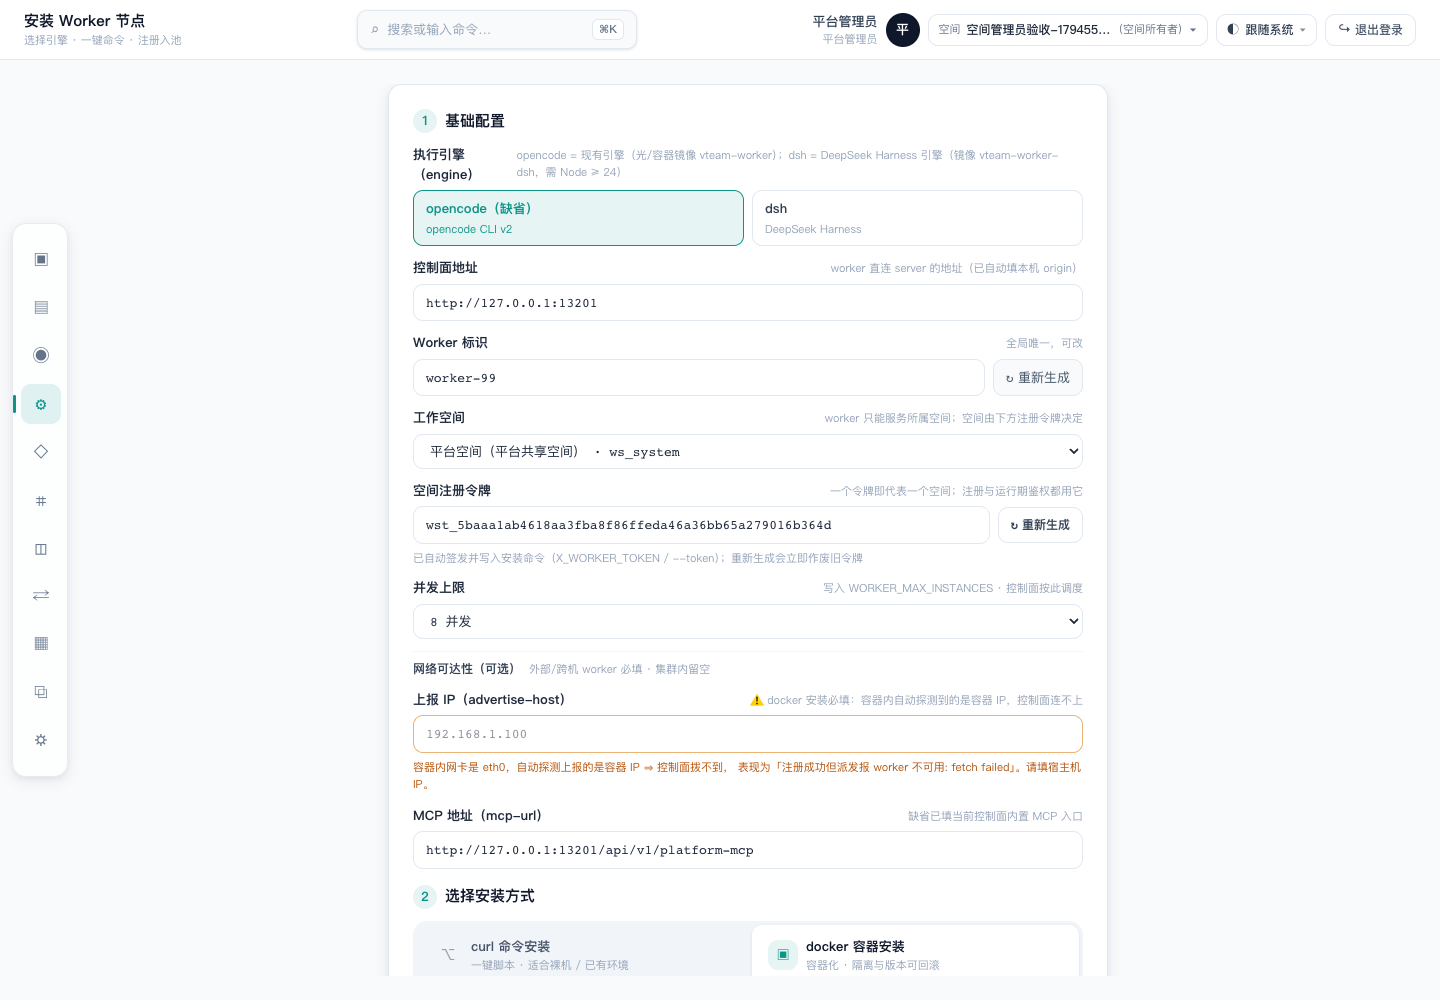 安装 Worker 节点
选择引擎 · 一键命令 · 注册入池
搜索或输入命令…
⌘K
平台管理员
平台管理员
平
空间 空间管理员验收-179455… (空间所有者)
跟随系统
退出登录
1 基础配置
执行引擎
(engine)
opencode = 现有引擎（光/容器镜像 vteam-worker）；dsh = DeepSeek Harness 引擎（镜像 vteam-worker-
dsh，需 Node ≥ 24）
opencode（缺省）
opencode CLI v2
dsh
DeepSeek Harness
控制面地址
worker 直连 server 的地址（已自动填本机 origin）
http://127.0.0.1:13201
Worker 标识
全局唯一，可改
worker-99
↻ 重新生成
工作空间
worker 只能服务所属空间；空间由下方注册令牌决定
平台空间（平台共享空间） · ws_system
空间注册令牌
一个令牌即代表一个空间；注册与运行期鉴权都用它
wst_5baaa1ab4618aa3fba8f86ffeda46a36bb65a279016b364d
↻ 重新生成
已自动签发并写入安装命令（X_WORKER_TOKEN / --token）；重新生成会立即作废旧令牌
并发上限
写入 WORKER_MAX_INSTANCES · 控制面按此调度
8 并发
网络可达性（可选） 外部/跨机 worker 必填 · 集群内留空
上报 IP（advertise-host）
⚠️ docker 安装必填：容器内自动探测到的是容器 IP，控制面连不上
192.168.1.100
容器内网卡是 eth0，自动探测上报的是容器 IP ⇒ 控制面拨不到， 表现为「注册成功但派发报 worker 不可用: fetch failed」。请填宿主机
IP。
MCP 地址（mcp-url）
缺省已填当前控制面内置 MCP 入口
http://127.0.0.1:13201/api/v1/platform-mcp
2 选择安装方式
curl 命令安装
一键脚本 · 适合裸机 / 已有环境
docker 容器安装
容器化 · 隔离与版本可回滚